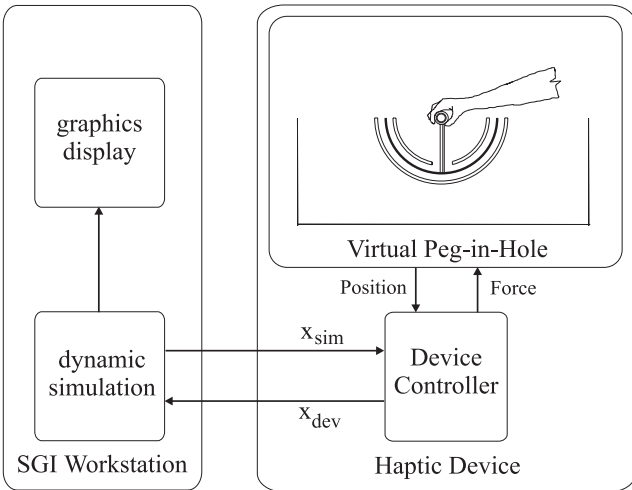 graphics
display
dynamic
simulation
SGI Workstation
Virtual Peg-in-Hole
Position
Force
x_sim
x_dev
Device
Controller
Haptic Device